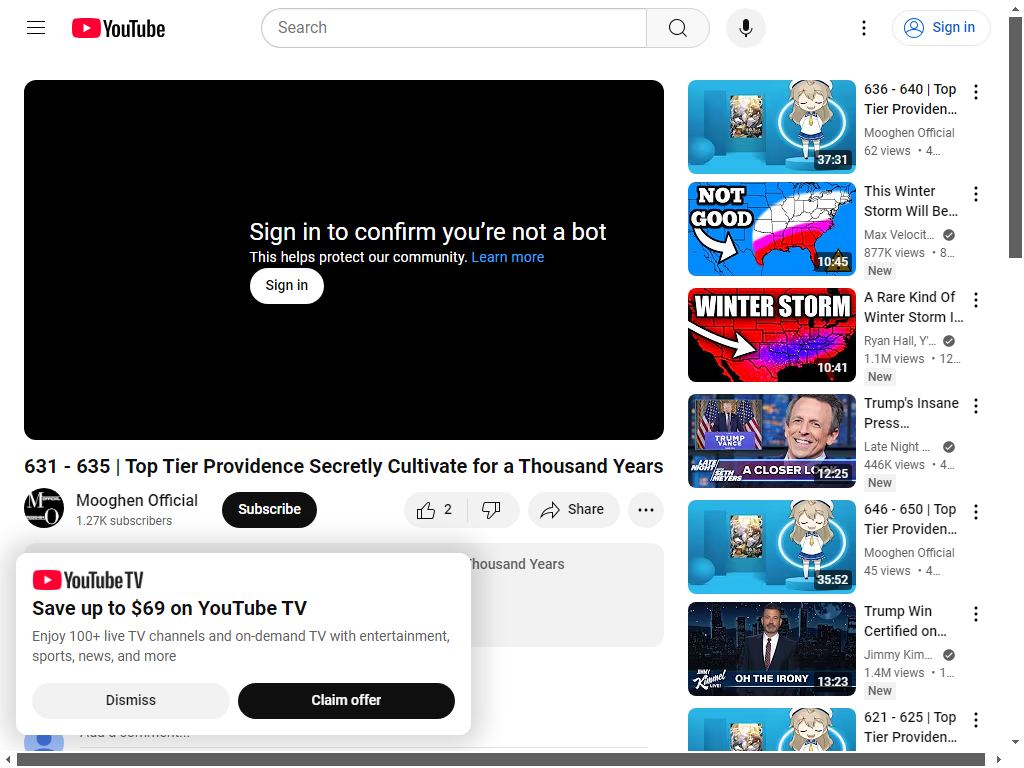 YouTube
Search
Sign in
Sign in to confirm you’re not a bot
This helps protect our community. Learn more
Sign in
631 - 635 | Top Tier Providence Secretly Cultivate for a Thousand Years
Mooghen Official
1.27K subscribers
Subscribe
2
Share
Thousand Years
YouTube TV
Save up to $69 on YouTube TV
Enjoy 100+ live TV channels and on-demand TV with entertainment,
sports, news, and more
Dismiss
Claim offer
Add a comment...
37:31
636 - 640 | Top
Tier Providen…
Mooghen Official
62 views • 4…
NOT
GOOD
10:45
This Winter
Storm Will Be…
Max Velocit…
877K views • 8…
New
WINTER STORM
10:41
A Rare Kind Of
Winter Storm I…
Ryan Hall, Y'…
1.1M views • 12…
New
TRUMP
VANCE
LATE
NIGHT
SETH
MEYERS
A CLOSER LO
12:25
Trump's Insane
Press…
Late Night …
446K views • 4…
New
35:52
646 - 650 | Top
Tier Providen…
Mooghen Official
45 views • 4…
JIMMY
Kimmel
LIVE!
OH THE IRONY
13:23
Trump Win
Certified on…
Jimmy Kim…
1.4M views • 1…
New
621 - 625 | Top
Tier Providen…